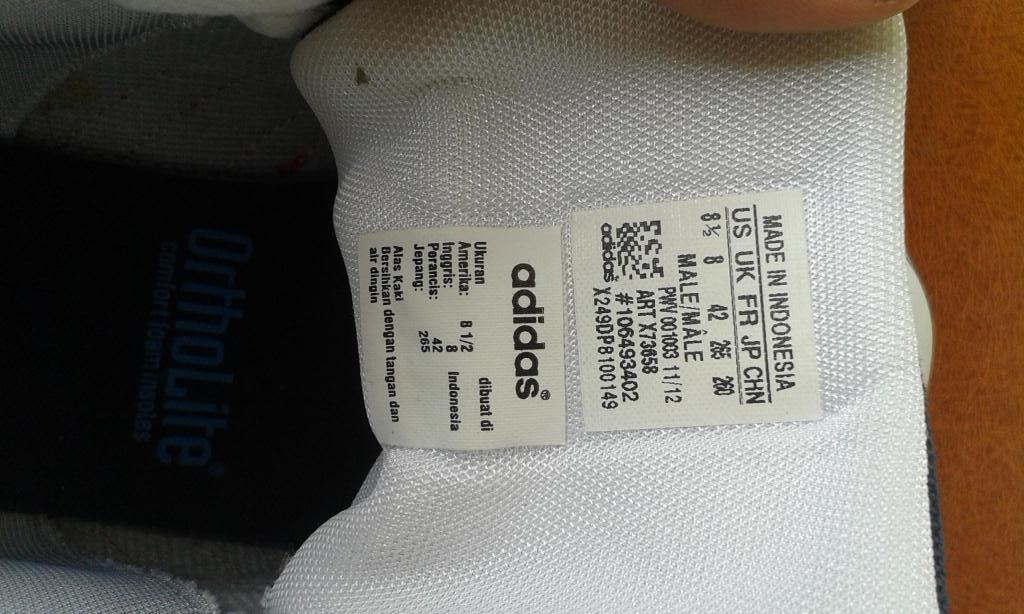 MADE IN INDONESIA
US UK FR JP CHN
8½ 8 42 265 260
MALE/MÂLE
PWV 001003 11/12
ART X73658
#106493402
adidas® X249DP8100149
adidas®
Ukuran dibuat di
Amerika: 8 1/2 Indonesia
Inggris: 8
Perancis: 42
Jepang: 265
Alas Kaki
Bersihkan dengan tangan dan
air dingin
OrthoLite®
comfort foam insoles